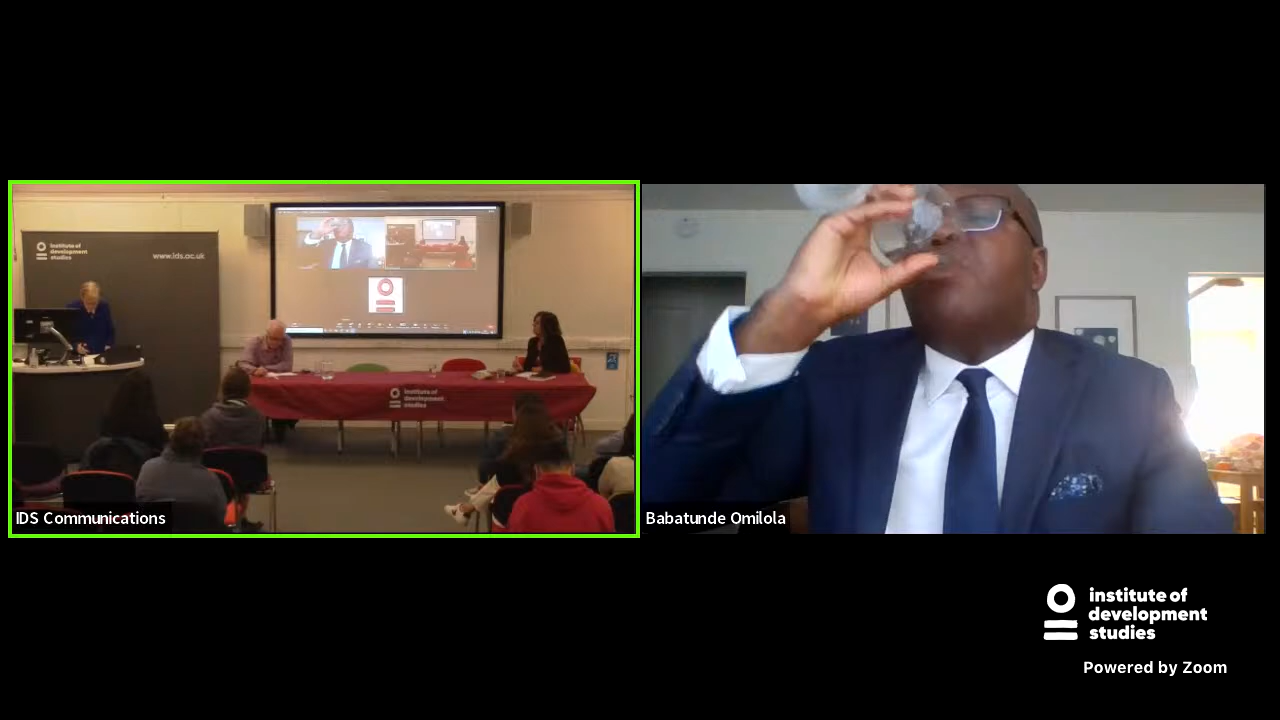 institute of
development
studies
www.ids.ac.uk
institute of
development
studies
IDS Communications
Babatunde Omilola
institute of
development
studies
Powered by Zoom